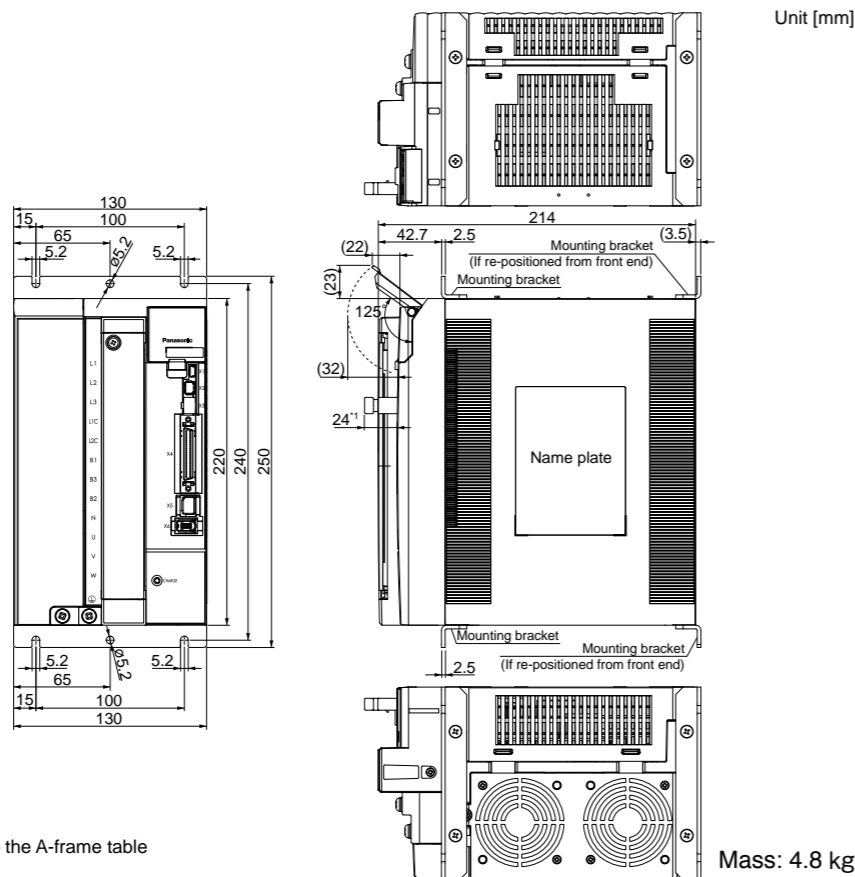 Unit [mm]
130
15
100
65
5.2
ø5.2
5.2
Panasonic
L1
L2
L3
L1C
L2C
B1
B3
B2
N
U
V
W
X1
X2
X3
X4
X5
X6
CHARGE
220
240
250
5.2
ø5.2
5.2
65
15
100
130
214
42.7
2.5
(3.5)
(22)
Mounting bracket
(If re-positioned from front end)
Mounting bracket
(23)
125°
(32)
24*1
Name plate
Mounting bracket
Mounting bracket
(If re-positioned from front end)
2.5
the A-frame table
Mass: 4.8 kg